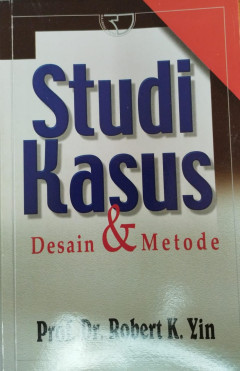 Studi
Kasus
&
Desain Metode
Prof. Dr. Robert K. Yin